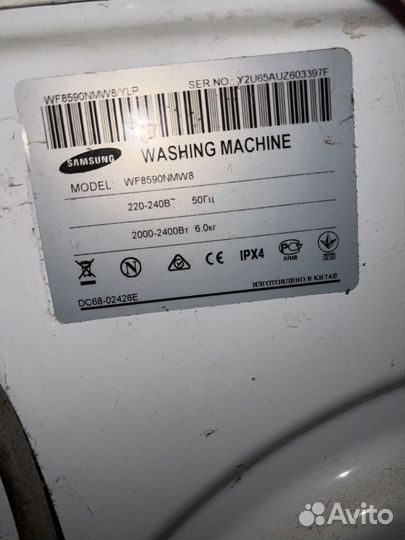 WF8590NMW8/YLP SER NO : Y2U65AUZ603397F
SAMSUNG WASHING MACHINE
MODEL: WF8590NMW8
220-240В~ 50Гц
2000-2400Вт 6.0кг
CE IPX4 АЯ46
ИЗГОТОВЛЕНО В КИТАЕ
DC68-02426E
Avito